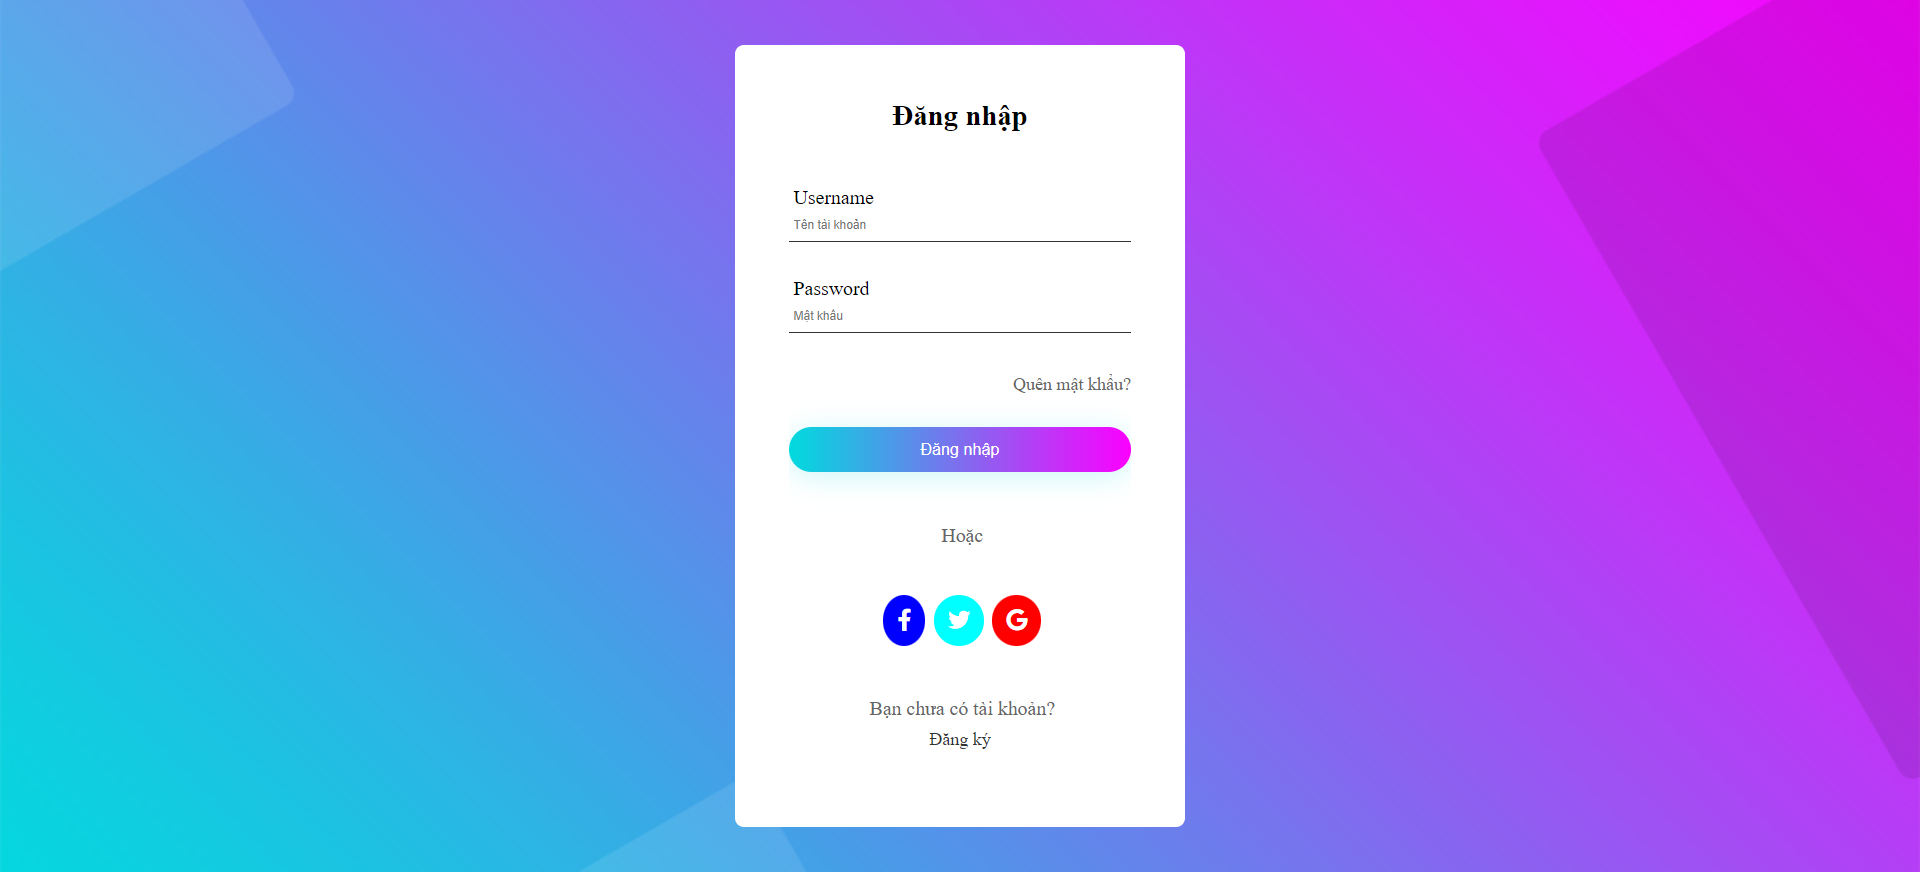 Đăng nhập
Username
Tên tài khoản
Password
Mật khẩu
Quên mật khẩu?
Đăng nhập
Hoặc
Bạn chưa có tài khoản?
Đăng ký